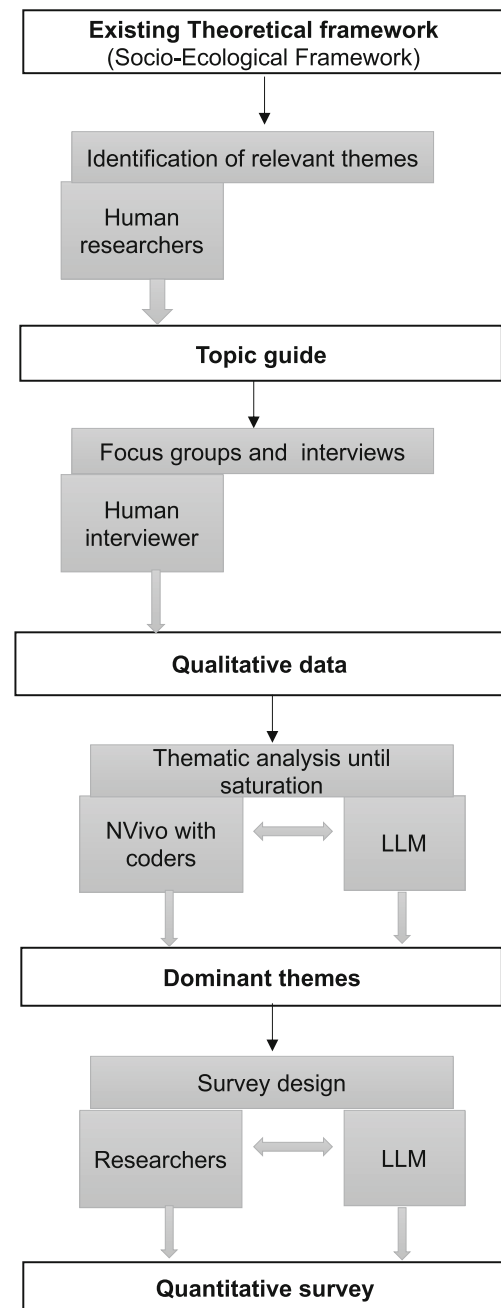 Existing Theoretical framework
(Socio-Ecological Framework)
Identification of relevant themes
Human
researchers
Topic guide
Focus groups and interviews
Human
interviewer
Qualitative data
Thematic analysis until
saturation
NVivo with
coders
LLM
Dominant themes
Survey design
Researchers
LLM
Quantitative survey